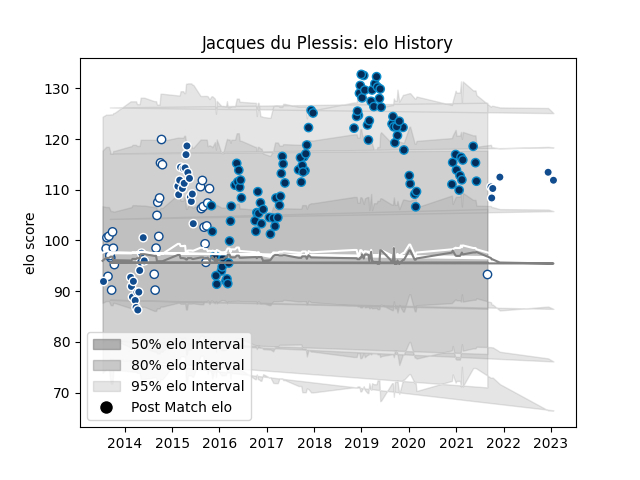 Jacques du Plessis: elo History
elo score
130
120
110
100
90
80
70
50% elo Interval
80% elo Interval
95% elo Interval
Post Match elo
2014 2015 2016 2017 2018 2019 2020 2021 2022 2023